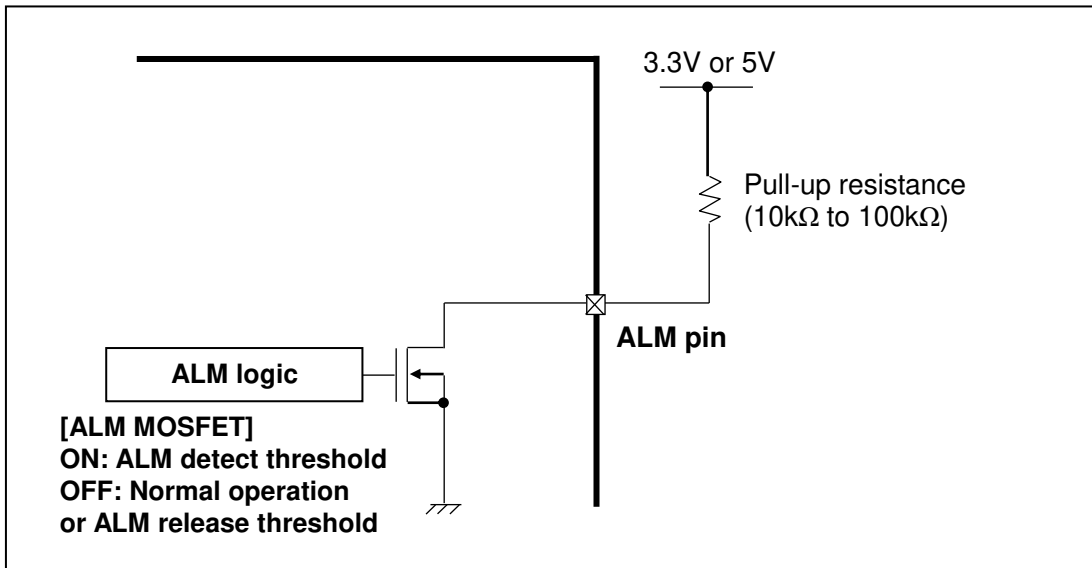 3.3V or 5V
Pull-up resistance
(10kΩ to 100kΩ)
ALM pin
ALM logic
[ALM MOSFET]
ON: ALM detect threshold
OFF: Normal operation
or ALM release threshold